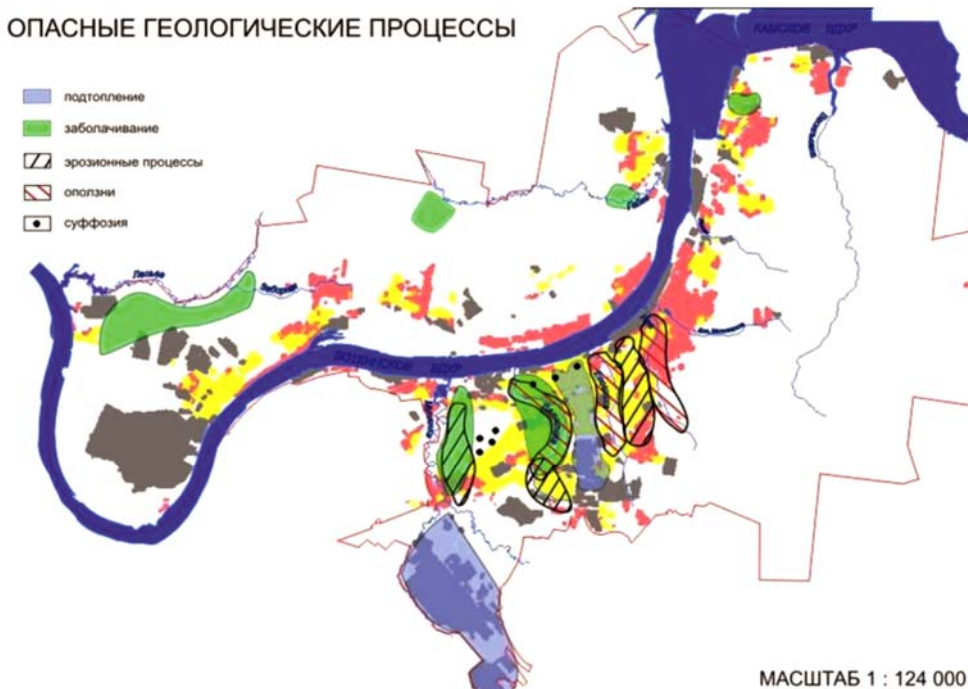 ОПАСНЫЕ ГЕОЛОГИЧЕСКИЕ ПРОЦЕССЫ
КАМСКОЕ ВДХР
подтопление
заболачивание
эрозионные процессы
оползни
суффозия
ВОТКИНСКОЕ ВДХР
МАСШТАБ 1 : 124 000